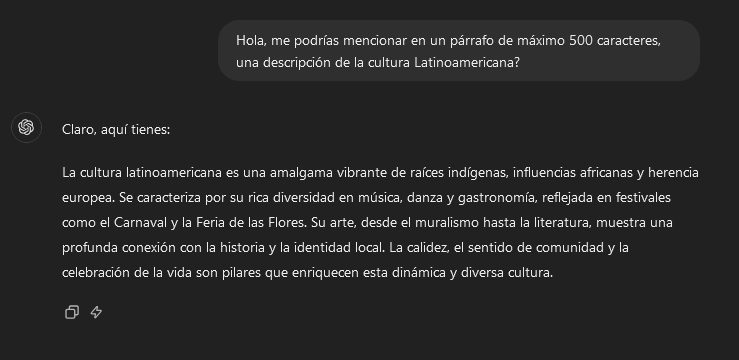 Hola, me podrías mencionar en un párrafo de máximo 500 caracteres,
una descripción de la cultura Latinoamericana?
Claro, aquí tienes:
La cultura latinoamericana es una amalgama vibrante de raíces indígenas, influencias africanas y herencia
europea. Se caracteriza por su rica diversidad en música, danza y gastronomía, reflejada en festivales
como el Carnaval y la Feria de las Flores. Su arte, desde el muralismo hasta la literatura, muestra una
profunda conexión con la historia y la identidad local. La calidez, el sentido de comunidad y la
celebración de la vida son pilares que enriquecen esta dinámica y diversa cultura.